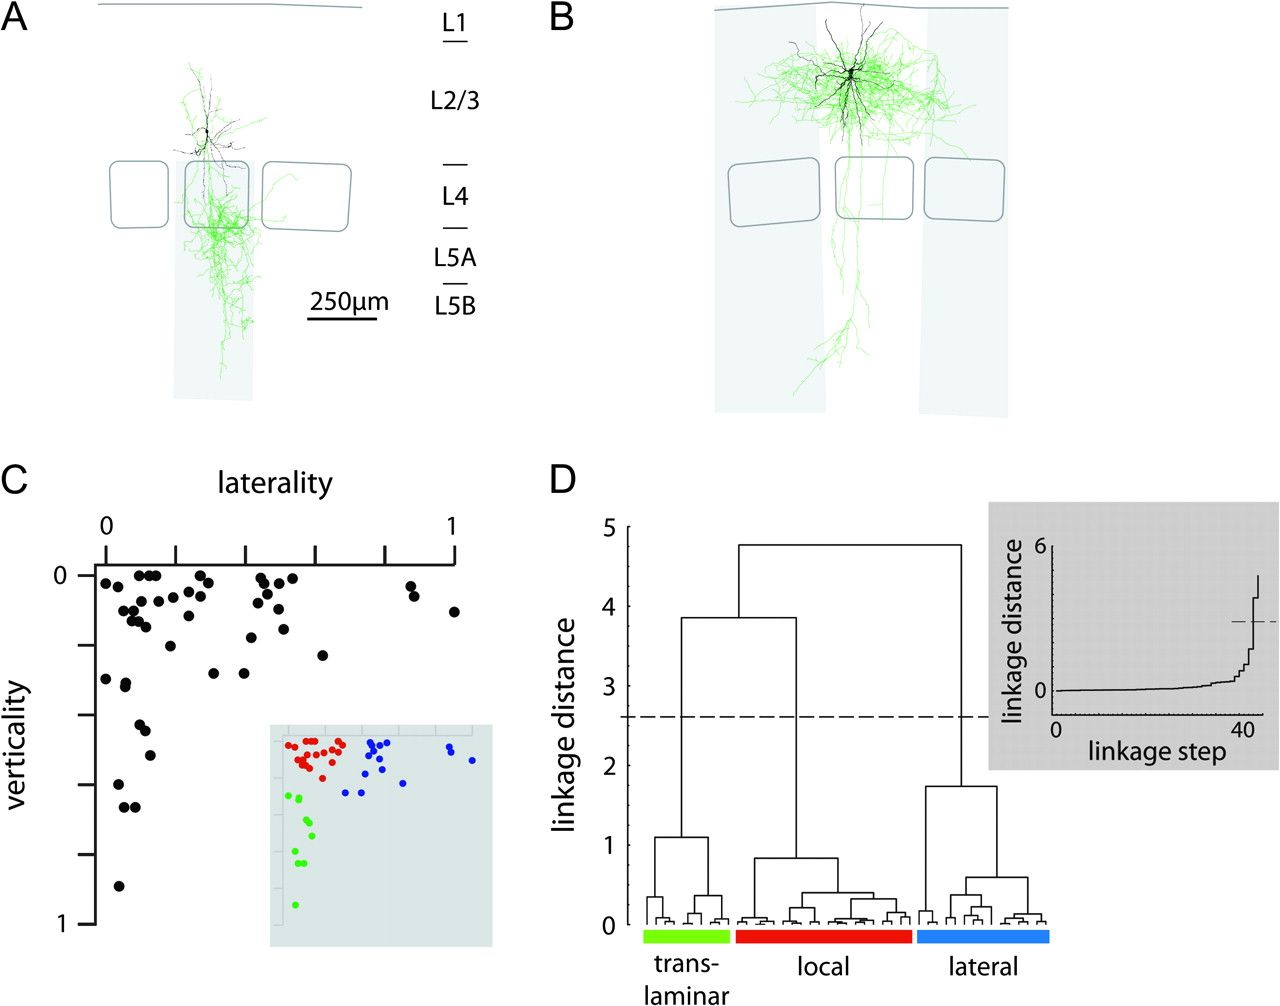 A
L1
L2/3
L4
L5A
L5B
250µm
B
C
laterality
0
1
0
verticality
1
D
5
4
3
2
1
0
linkage distance
trans-
laminar
local
lateral
6
0
linkage distance
0
40
linkage step